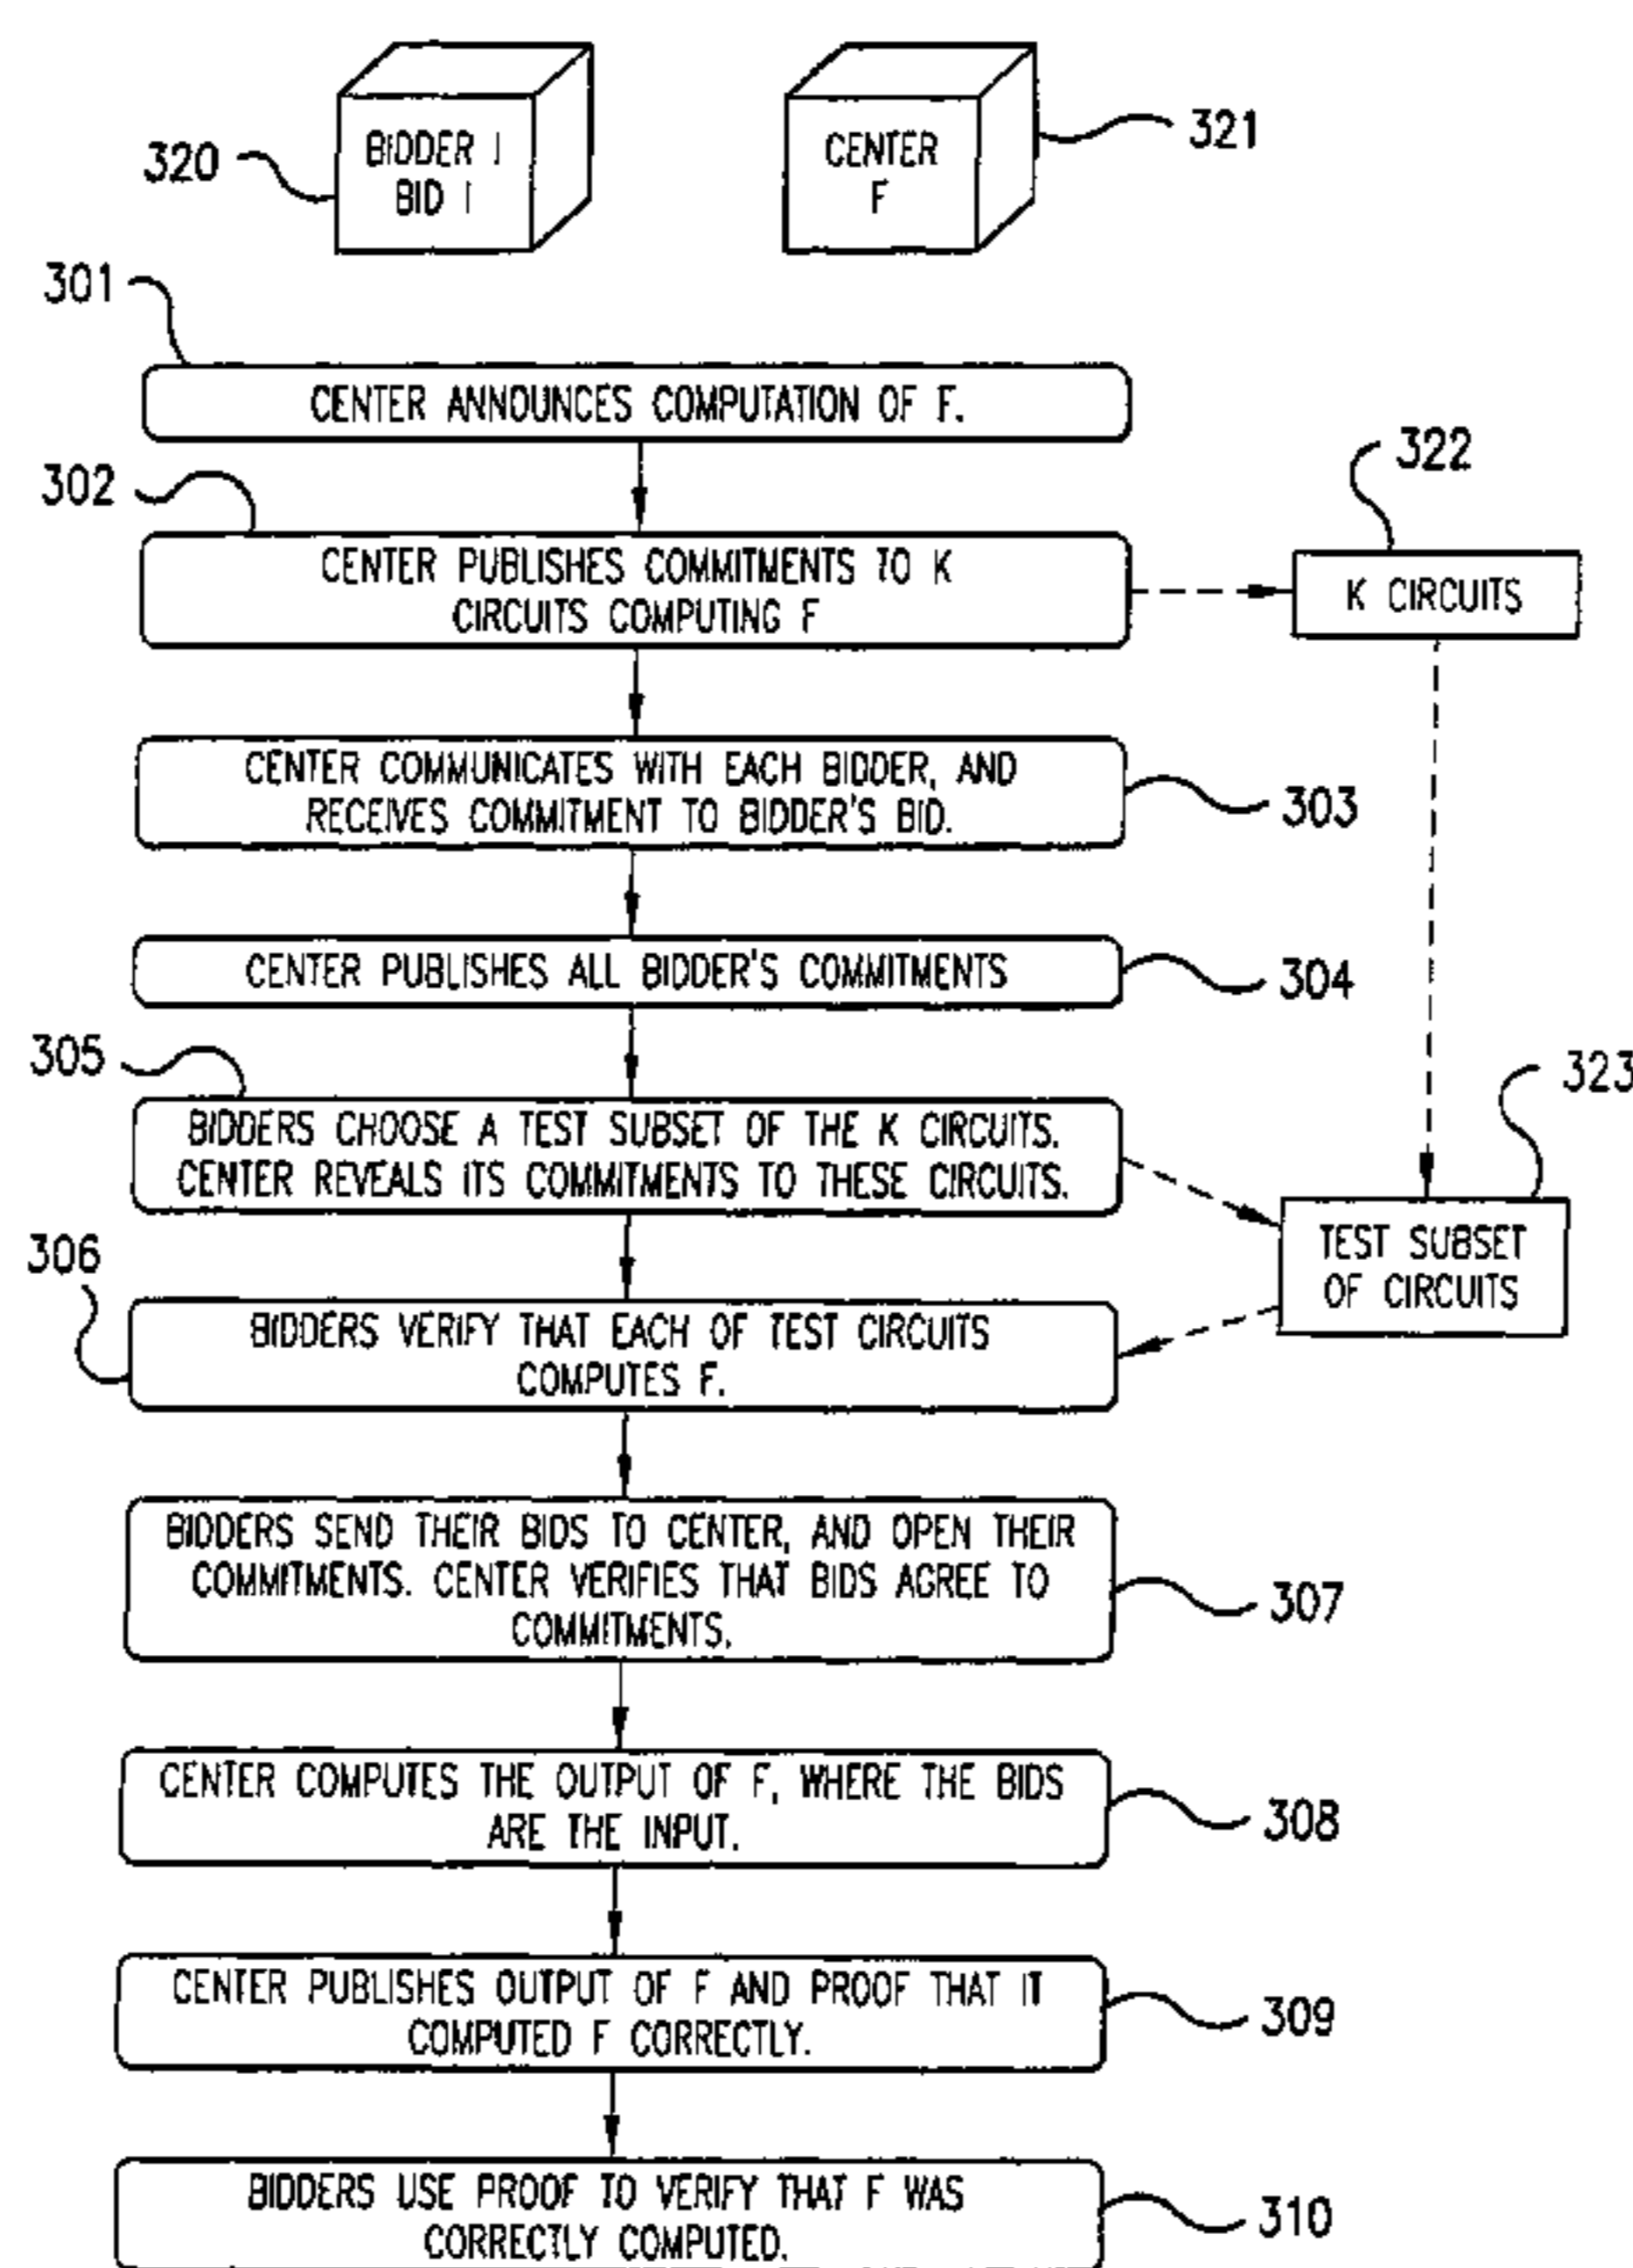 BIDDER I
BID I
320
CENTER
F
321
301
CENTER ANNOUNCES COMPUTATION OF F.
302
CENTER PUBLISHES COMMITMENTS TO K
CIRCUITS COMPUTING F
322
K CIRCUITS
CENTER COMMUNICATES WITH EACH BIDDER, AND
RECEIVES COMMITMENT TO BIDDER'S BID.
303
CENTER PUBLISHES ALL BIDDER'S COMMITMENTS
304
305
BIDDERS CHOOSE A TEST SUBSET OF THE K CIRCUITS.
CENTER REVEALS ITS COMMITMENTS TO THESE CIRCUITS.
323
TEST SUBSET
OF CIRCUITS
306
BIDDERS VERIFY THAT EACH OF TEST CIRCUITS
COMPUTES F.
BIDDERS SEND THEIR BIDS TO CENTER, AND OPEN THEIR
COMMITMENTS. CENTER VERIFIES THAT BIDS AGREE TO
COMMITMENTS.
307
CENTER COMPUTES THE OUTPUT OF F, WHERE THE BIDS
ARE THE INPUT.
308
CENTER PUBLISHES OUTPUT OF F AND PROOF THAT IT
COMPUTED F CORRECTLY.
309
BIDDERS USE PROOF TO VERIFY THAT F WAS
CORRECTLY COMPUTED.
310